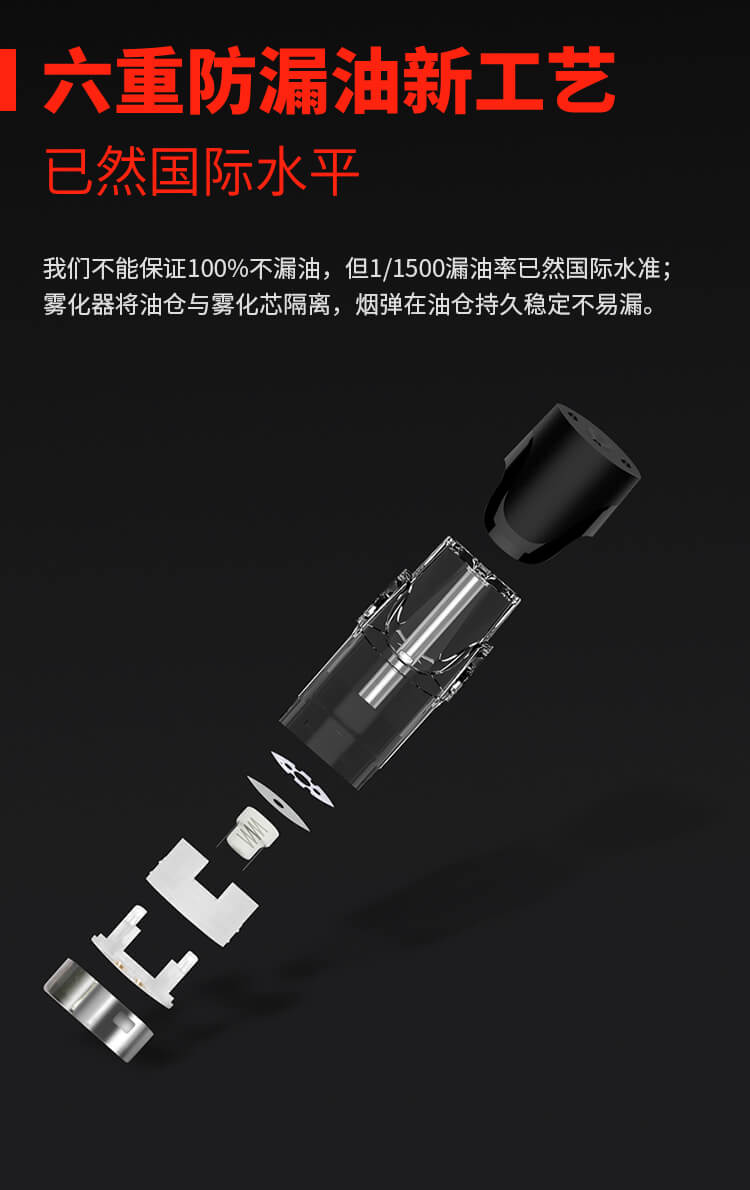 六重防漏油新工艺
已然国际水平
我们不能保证100%不漏油，但1/1500漏油率已然国际水准；
雾化器将油仓与雾化芯隔离，烟弹在油仓持久稳定不易漏。